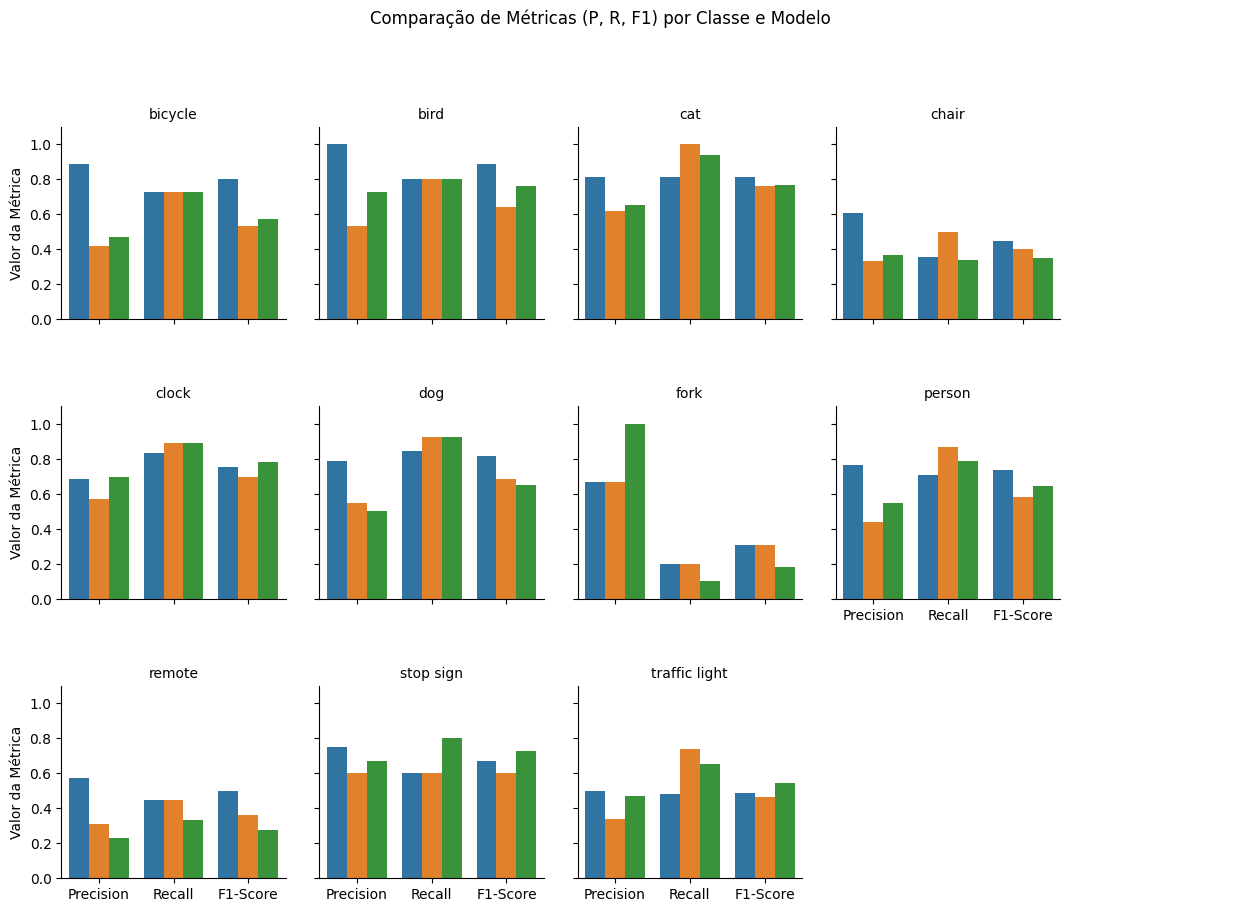 Comparação de Métricas (P, R, F1) por Classe e Modelo
bicycle
bird
cat
chair
Valor da Métrica
1.0
0.8
0.6
0.4
0.2
0.0
clock
dog
fork
person
Valor da Métrica
1.0
0.8
0.6
0.4
0.2
0.0
Precision Recall F1-Score
remote
stop sign
traffic light
Valor da Métrica
1.0
0.8
0.6
0.4
0.2
0.0
Precision Recall F1-Score
Precision Recall F1-Score
Precision Recall F1-Score